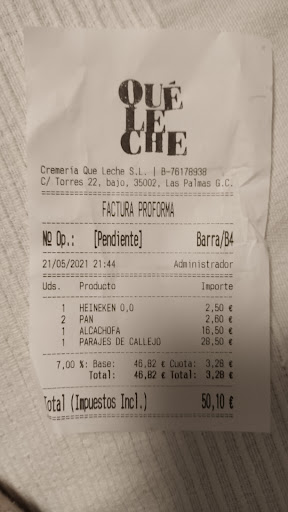 QUÉ
LE
CHE
Cremeria Que Leche S.L. | B-76178938
C/ Torres 22, bajo, 35002, Las Palmas G.C.
FACTURA PROFORMA
Nº Op.: [Pendiente] Barra/B4
21/05/2021 21:44 Administrador
Uds. Producto Importe
1 HEINEKEN 0,0 2,50 €
2 PAN 2,60 €
1 ALCACHOFA 16,50 €
1 PARAJES DE CALLEJO 28,50 €
7,00 %: Base: 46,82 € Cuota: 3,28 €
Total: 46,82 € Total: 3,28 €
Total (Impuestos Incl.) 50,10 €